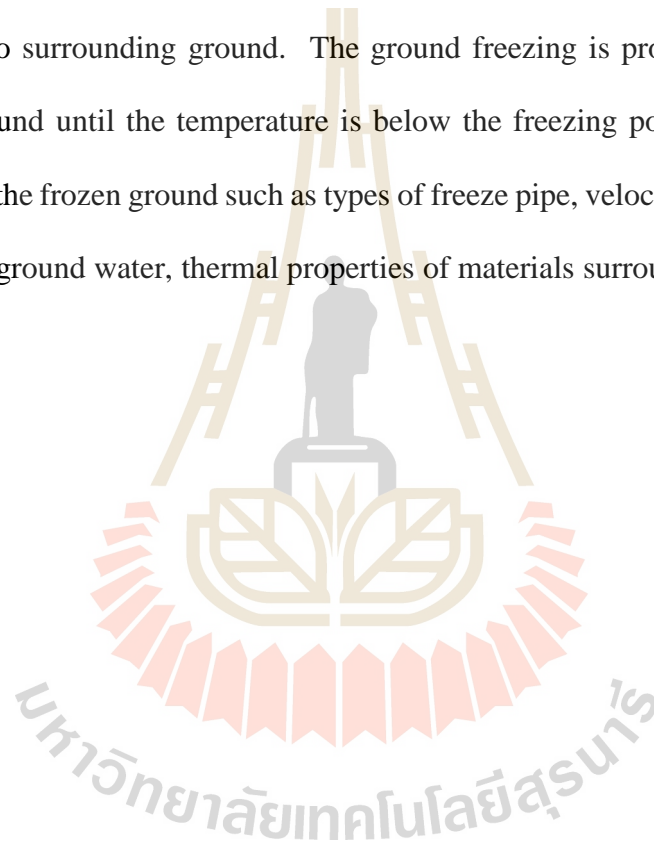 o surrounding ground. The ground freezing is pro
und until the temperature is below the freezing po
the frozen ground such as types of freeze pipe, veloc
ground water, thermal properties of materials surrou
มหาวิทยาลัยเทคโนโลยีสุรนารี